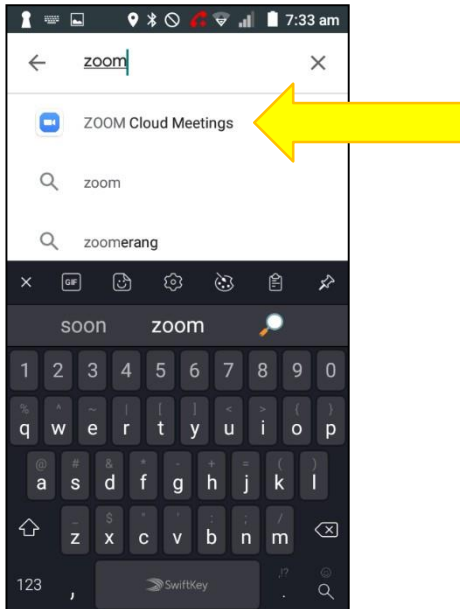 7:33 am
zoom
ZOOM Cloud Meetings
zoom
zoomerang
GIF
soon zoom
1 2 3 4 5 6 7 8 9 0
% ^ ~ | [ ] < > { }
q w e r t y u i o p
@ # & * - + = ( )
a s d f g h j k l
_ $ " ' : ; /
z x c v b n m
123 , SwiftKey ,!? .